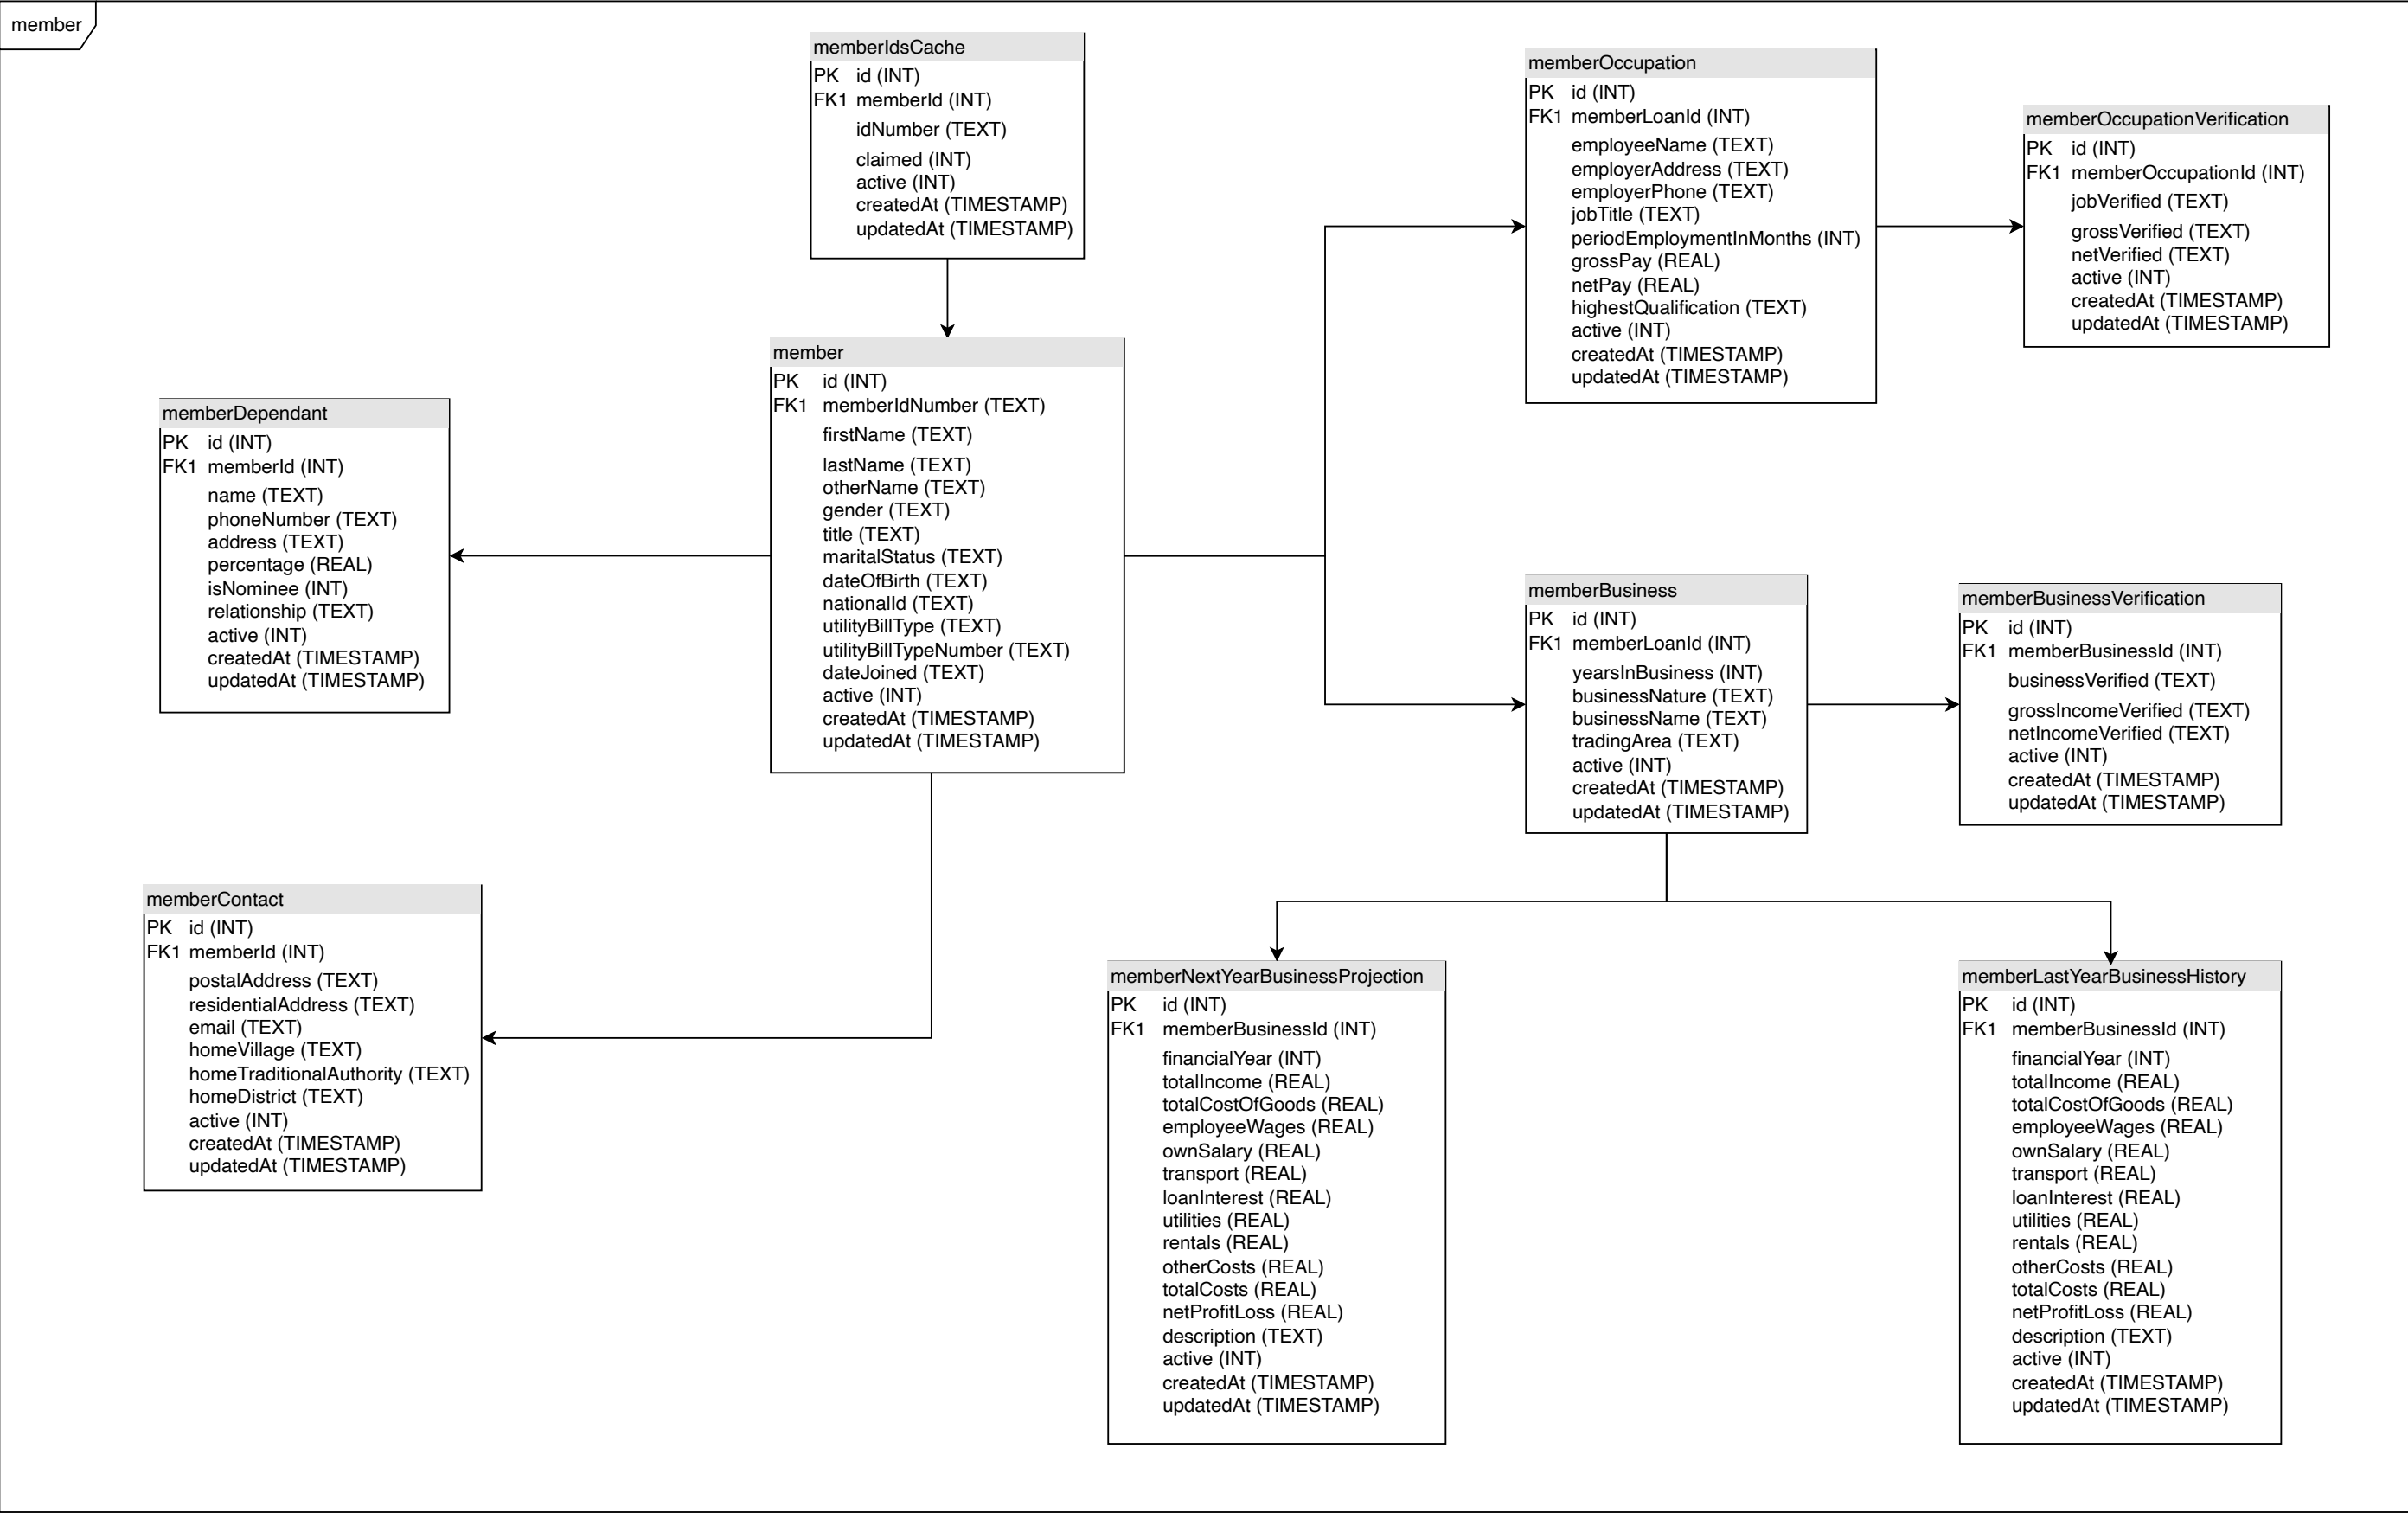 member
memberIdsCache
PK id (INT)
FK1 memberId (INT)
idNumber (TEXT)
claimed (INT)
active (INT)
createdAt (TIMESTAMP)
updatedAt (TIMESTAMP)
memberOccupation
PK id (INT)
FK1 memberLoanId (INT)
employeeName (TEXT)
employerAddress (TEXT)
employerPhone (TEXT)
jobTitle (TEXT)
periodEmploymentInMonths (INT)
grossPay (REAL)
netPay (REAL)
highestQualification (TEXT)
active (INT)
createdAt (TIMESTAMP)
updatedAt (TIMESTAMP)
memberOccupationVerification
PK id (INT)
FK1 memberOccupationId (INT)
jobVerified (TEXT)
grossVerified (TEXT)
netVerified (TEXT)
active (INT)
createdAt (TIMESTAMP)
updatedAt (TIMESTAMP)
member
PK id (INT)
FK1 memberIdNumber (TEXT)
firstName (TEXT)
lastName (TEXT)
otherName (TEXT)
gender (TEXT)
title (TEXT)
maritalStatus (TEXT)
dateOfBirth (TEXT)
nationalId (TEXT)
utilityBillType (TEXT)
utilityBillTypeNumber (TEXT)
dateJoined (TEXT)
active (INT)
createdAt (TIMESTAMP)
updatedAt (TIMESTAMP)
memberDependant
PK id (INT)
FK1 memberId (INT)
name (TEXT)
phoneNumber (TEXT)
address (TEXT)
percentage (REAL)
isNominee (INT)
relationship (TEXT)
active (INT)
createdAt (TIMESTAMP)
updatedAt (TIMESTAMP)
memberBusiness
PK id (INT)
FK1 memberLoanId (INT)
yearsInBusiness (INT)
businessNature (TEXT)
businessName (TEXT)
tradingArea (TEXT)
active (INT)
createdAt (TIMESTAMP)
updatedAt (TIMESTAMP)
memberBusinessVerification
PK id (INT)
FK1 memberBusinessId (INT)
businessVerified (TEXT)
grossIncomeVerified (TEXT)
netIncomeVerified (TEXT)
active (INT)
createdAt (TIMESTAMP)
updatedAt (TIMESTAMP)
memberContact
PK id (INT)
FK1 memberId (INT)
postalAddress (TEXT)
residentialAddress (TEXT)
email (TEXT)
homeVillage (TEXT)
homeTraditionalAuthority (TEXT)
homeDistrict (TEXT)
active (INT)
createdAt (TIMESTAMP)
updatedAt (TIMESTAMP)
memberNextYearBusinessProjection
PK id (INT)
FK1 memberBusinessId (INT)
financialYear (INT)
totalIncome (REAL)
totalCostOfGoods (REAL)
employeeWages (REAL)
ownSalary (REAL)
transport (REAL)
loanInterest (REAL)
utilities (REAL)
rentals (REAL)
otherCosts (REAL)
totalCosts (REAL)
netProfitLoss (REAL)
description (TEXT)
active (INT)
createdAt (TIMESTAMP)
updatedAt (TIMESTAMP)
memberLastYearBusinessHistory
PK id (INT)
FK1 memberBusinessId (INT)
financialYear (INT)
totalIncome (REAL)
totalCostOfGoods (REAL)
employeeWages (REAL)
ownSalary (REAL)
transport (REAL)
loanInterest (REAL)
utilities (REAL)
rentals (REAL)
otherCosts (REAL)
totalCosts (REAL)
netProfitLoss (REAL)
description (TEXT)
active (INT)
createdAt (TIMESTAMP)
updatedAt (TIMESTAMP)